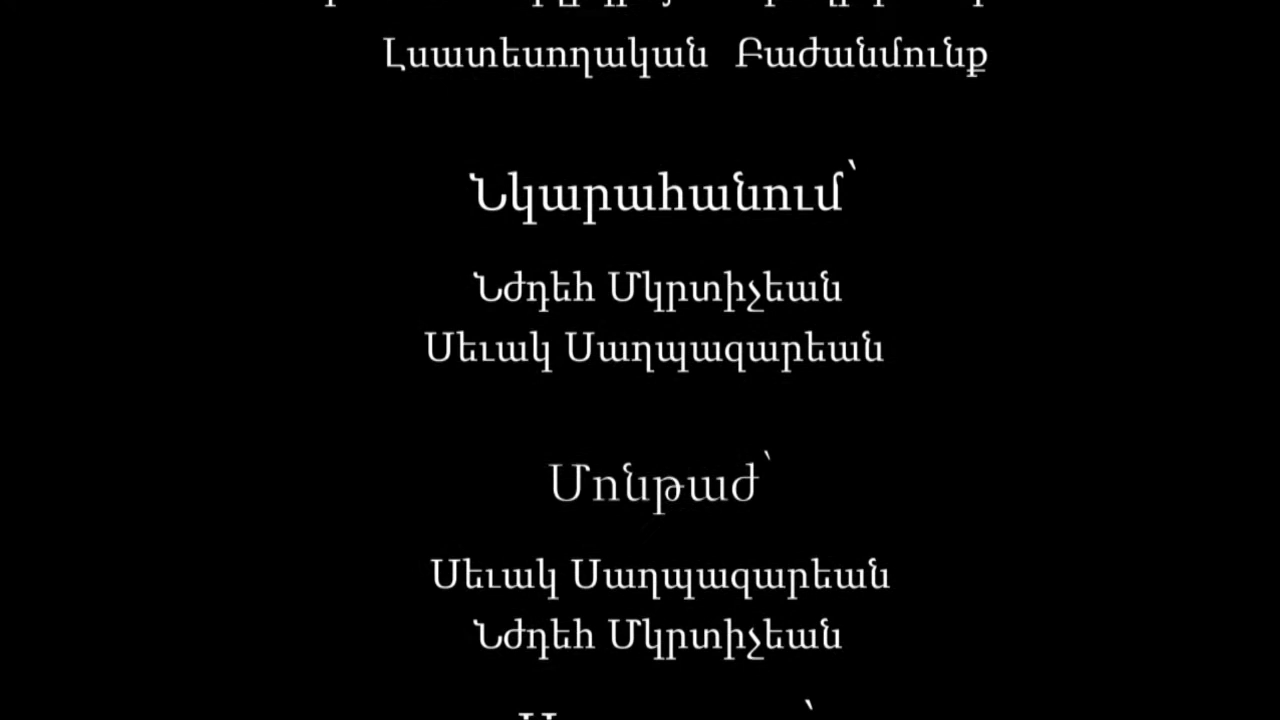 Լսատեսողական Բաժանմունք
Նկարահանում՝
Նժդեհ Մկրտիչեան
Սեւակ Սաղպազարեան
Մոնթաժ՝
Սեւակ Սաղպազարեան
Նժդեհ Մկրտիչեան